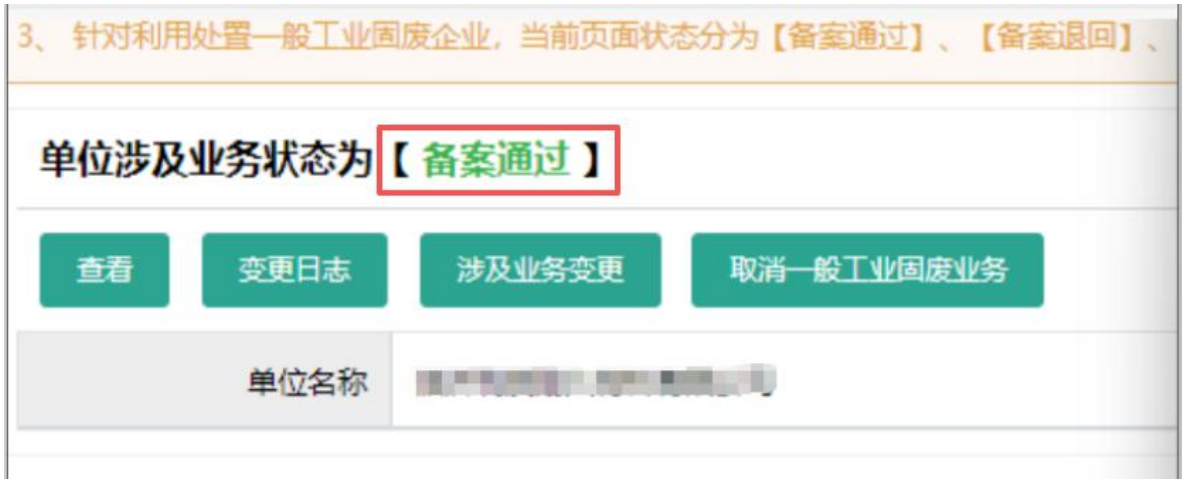 3、 针对利用处置一般工业固废企业，当前页面状态分为【备案通过】、【备案退回】、
单位涉及业务状态为【 备案通过 】
查看 变更日志 涉及业务变更 取消一般工业固废业务
单位名称